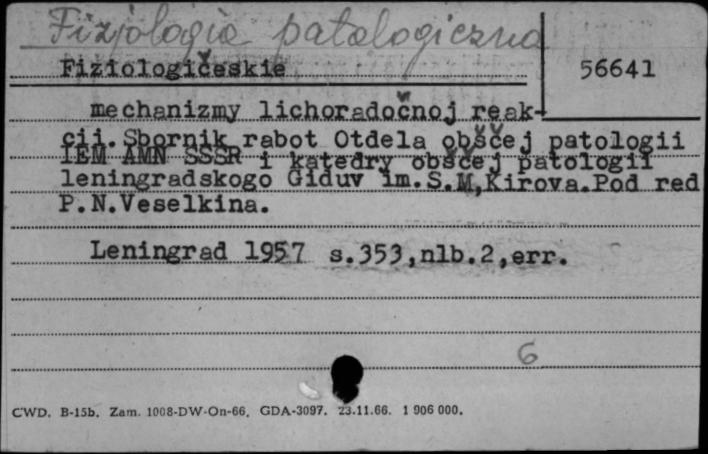 Fizjologia patologiczna
Fiziologičeskie
56641
mechanizmy lichoradočnoj reak-
cii. Sbornik rabot Otdela obščej patologii
IEM AMN SSSR i katedry obščej patologii
leningradskogo Giduv im.S.M,Kirova.Pod red
P.N.Veselkina.
Leningrad 1957 s.353,nlb.2,err.
6
CWD. B-15b. Zam. 1008-DW-On-66. GDA-3097. 23.11.66. 1 906 000.